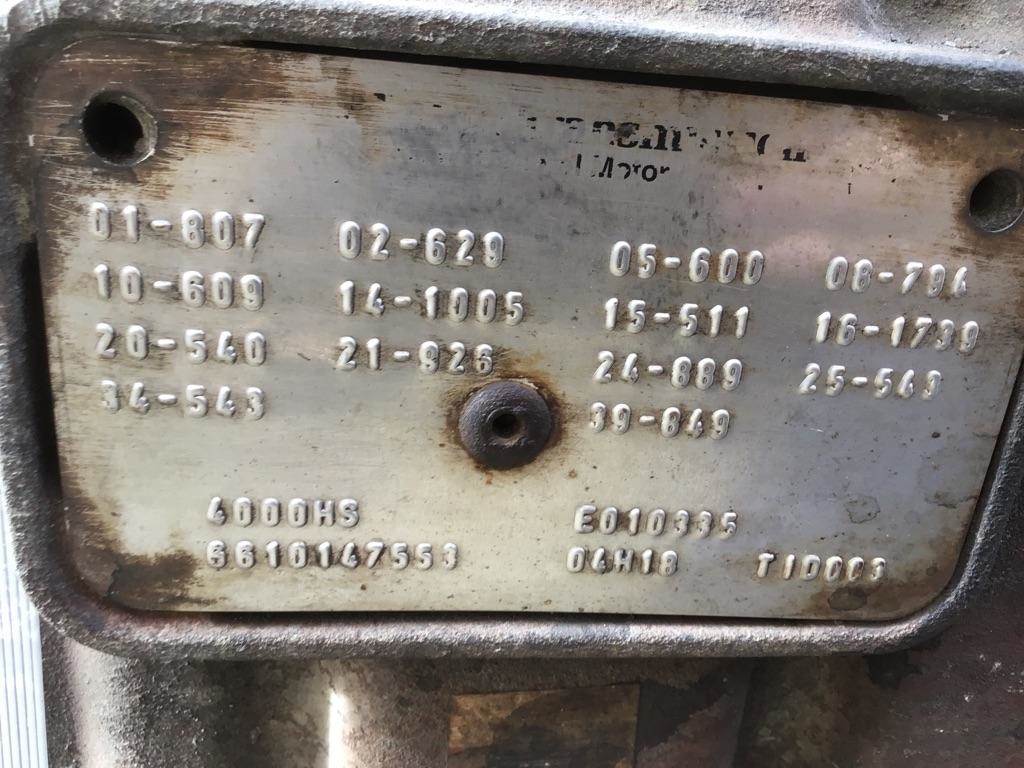 Motor
01-807 02-629 05-600 08-794
10-609 14-1005 15-511 16-1739
20-540 21-926 24-889 25-549
34-543 39-849
4000HS E010335
6610147553 04H18 TID003